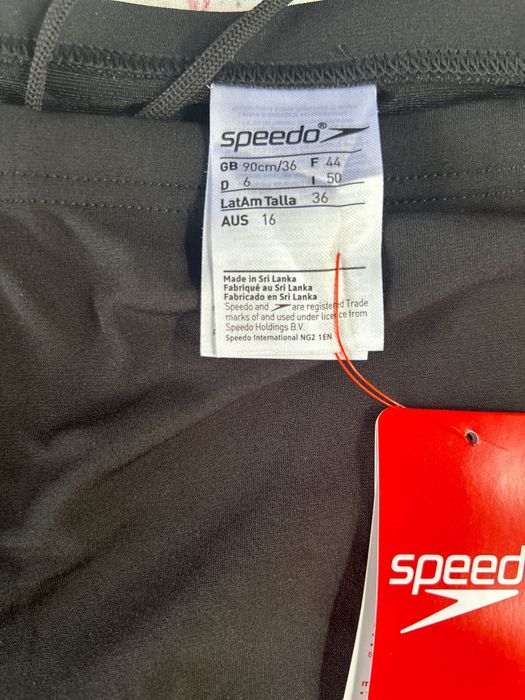 speedo®
GB 90cm/36 F 44
D 6 I 50
LatAm Talla 36
AUS 16
Made in Sri Lanka
Fabriqué au Sri Lanka
Fabricado en Sri Lanka
Speedo and are registered Trade
marks of and used under licence from
Speedo Holdings B.V.
Speedo International NG2 1EN
speed